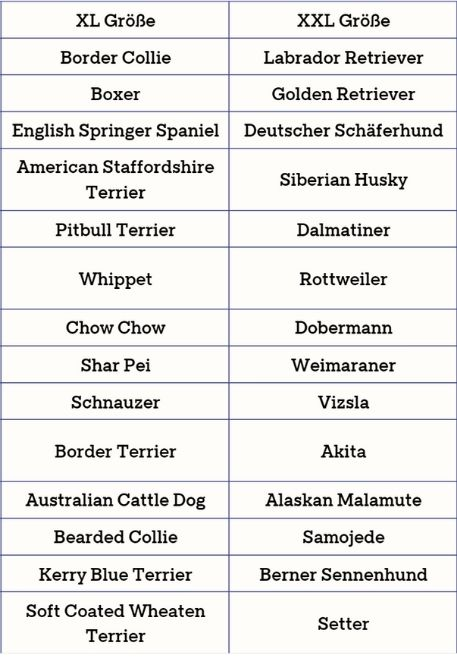 XL Größe
XXL Größe
Border Collie
Labrador Retriever
Boxer
Golden Retriever
English Springer Spaniel
Deutscher Schäferhund
American Staffordshire
Terrier
Siberian Husky
Pitbull Terrier
Dalmatiner
Whippet
Rottweiler
Chow Chow
Dobermann
Shar Pei
Weimaraner
Schnauzer
Vizsla
Border Terrier
Akita
Australian Cattle Dog
Alaskan Malamute
Bearded Collie
Samojede
Kerry Blue Terrier
Berner Sennenhund
Soft Coated Wheaten
Terrier
Setter